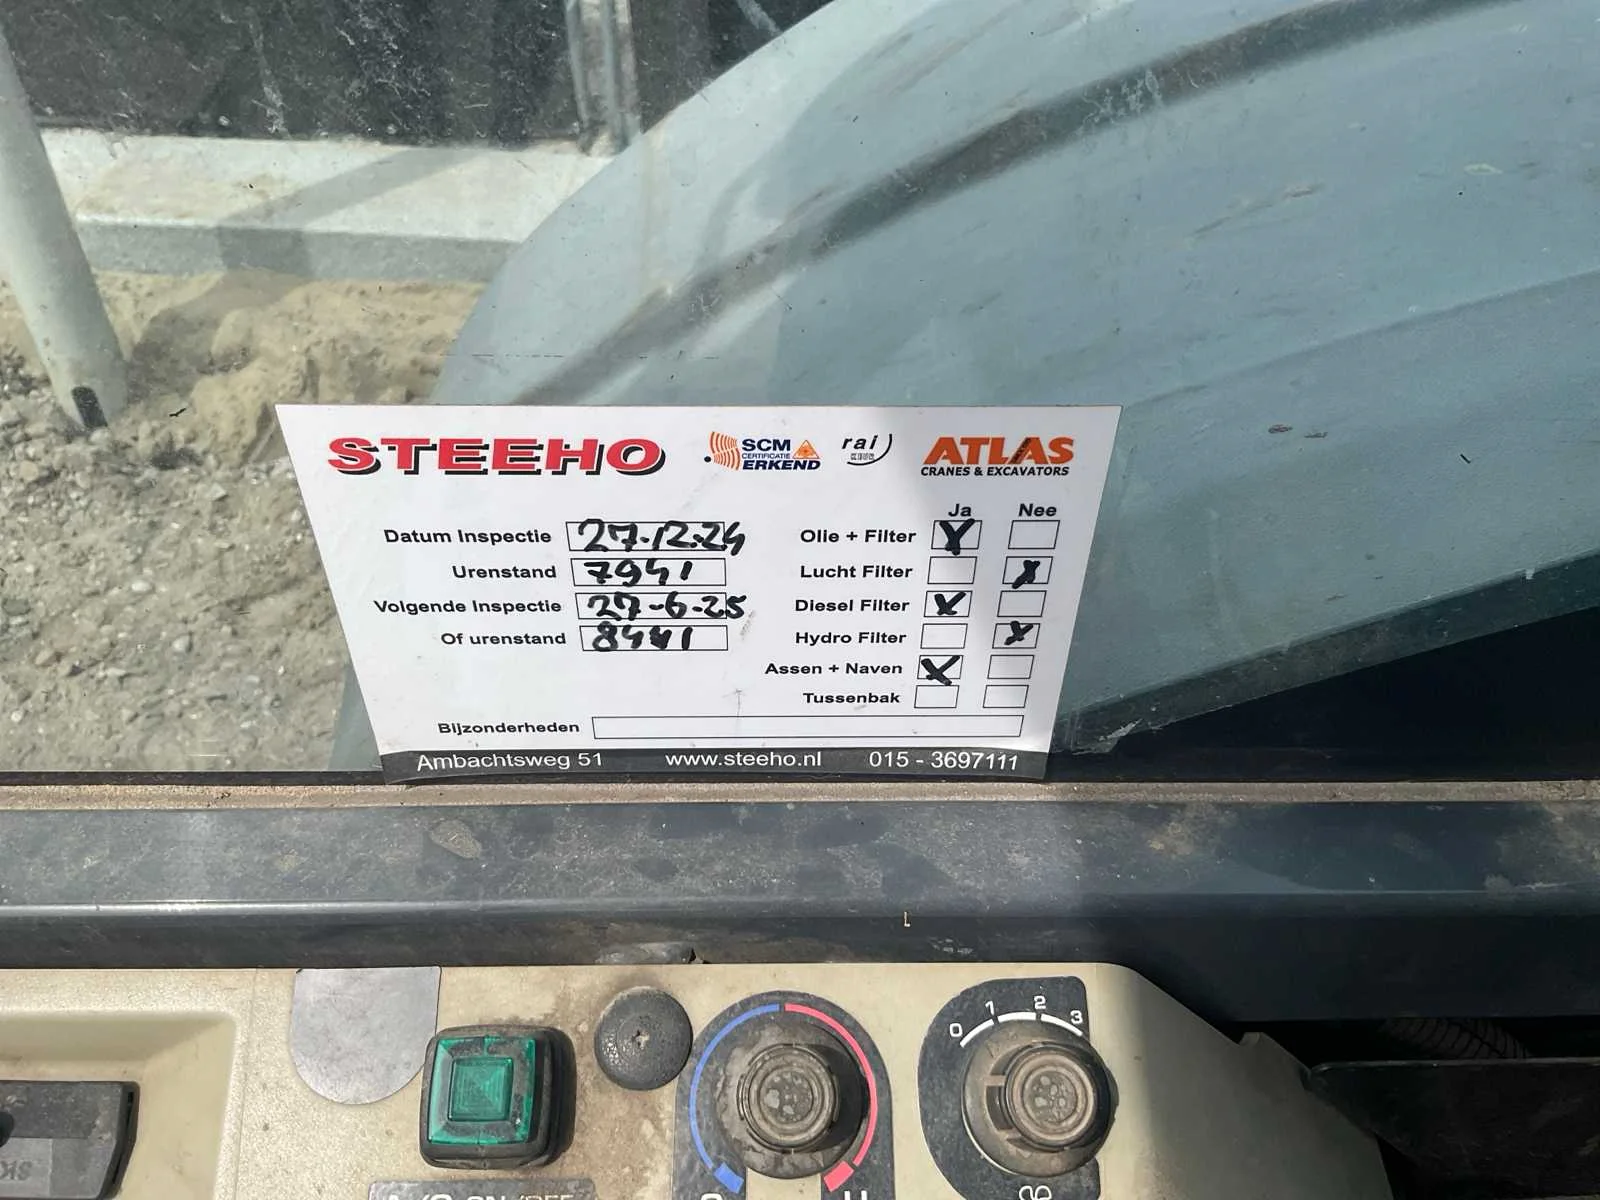 STEEHO
SCM
CERTIFICATIE
ERKEND
rai
KEUR
ATLAS
CRANES & EXCAVATORS
Ja Nee
Datum Inspectie 27.12.24
Urenstand 7941
Volgende Inspectie 27-6-25
Of urenstand 8441
Olie + Filter X
Lucht Filter X
Diesel Filter X
Hydro Filter X
Assen + Naven X
Tussenbak
Bijzonderheden
Ambachtsweg 51 www.steeho.nl 015 - 3697111
0 1 2 3